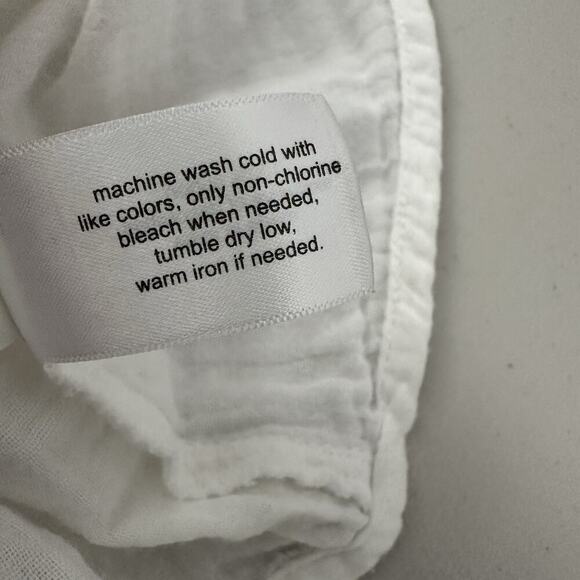 machine wash cold with
like colors, only non-chlorine
bleach when needed,
tumble dry low,
warm iron if needed.